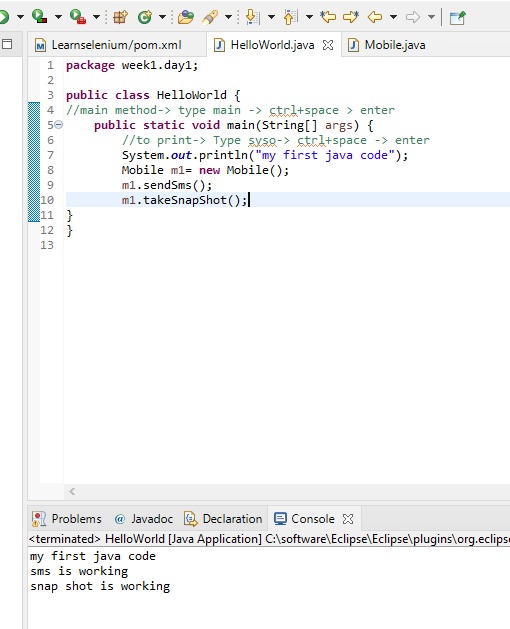 Learnselenium/pom.xml HelloWorld.java Mobile.java
1 package week1.day1;
2
3 public class HelloWorld {
4 //main method-> type main -> ctrl+space > enter
5 public static void main(String[] args) {
6 //to print-> Type syso-> ctrl+space -> enter
7 System.out.println("my first java code");
8 Mobile m1= new Mobile();
9 m1.sendSms();
10 m1.takeSnapShot();
11 }
12 }
13
Problems Javadoc Declaration Console
<terminated> HelloWorld [Java Application] C:\software\Eclipse\Eclipse\plugins\org.eclipse
my first java code
sms is working
snap shot is working